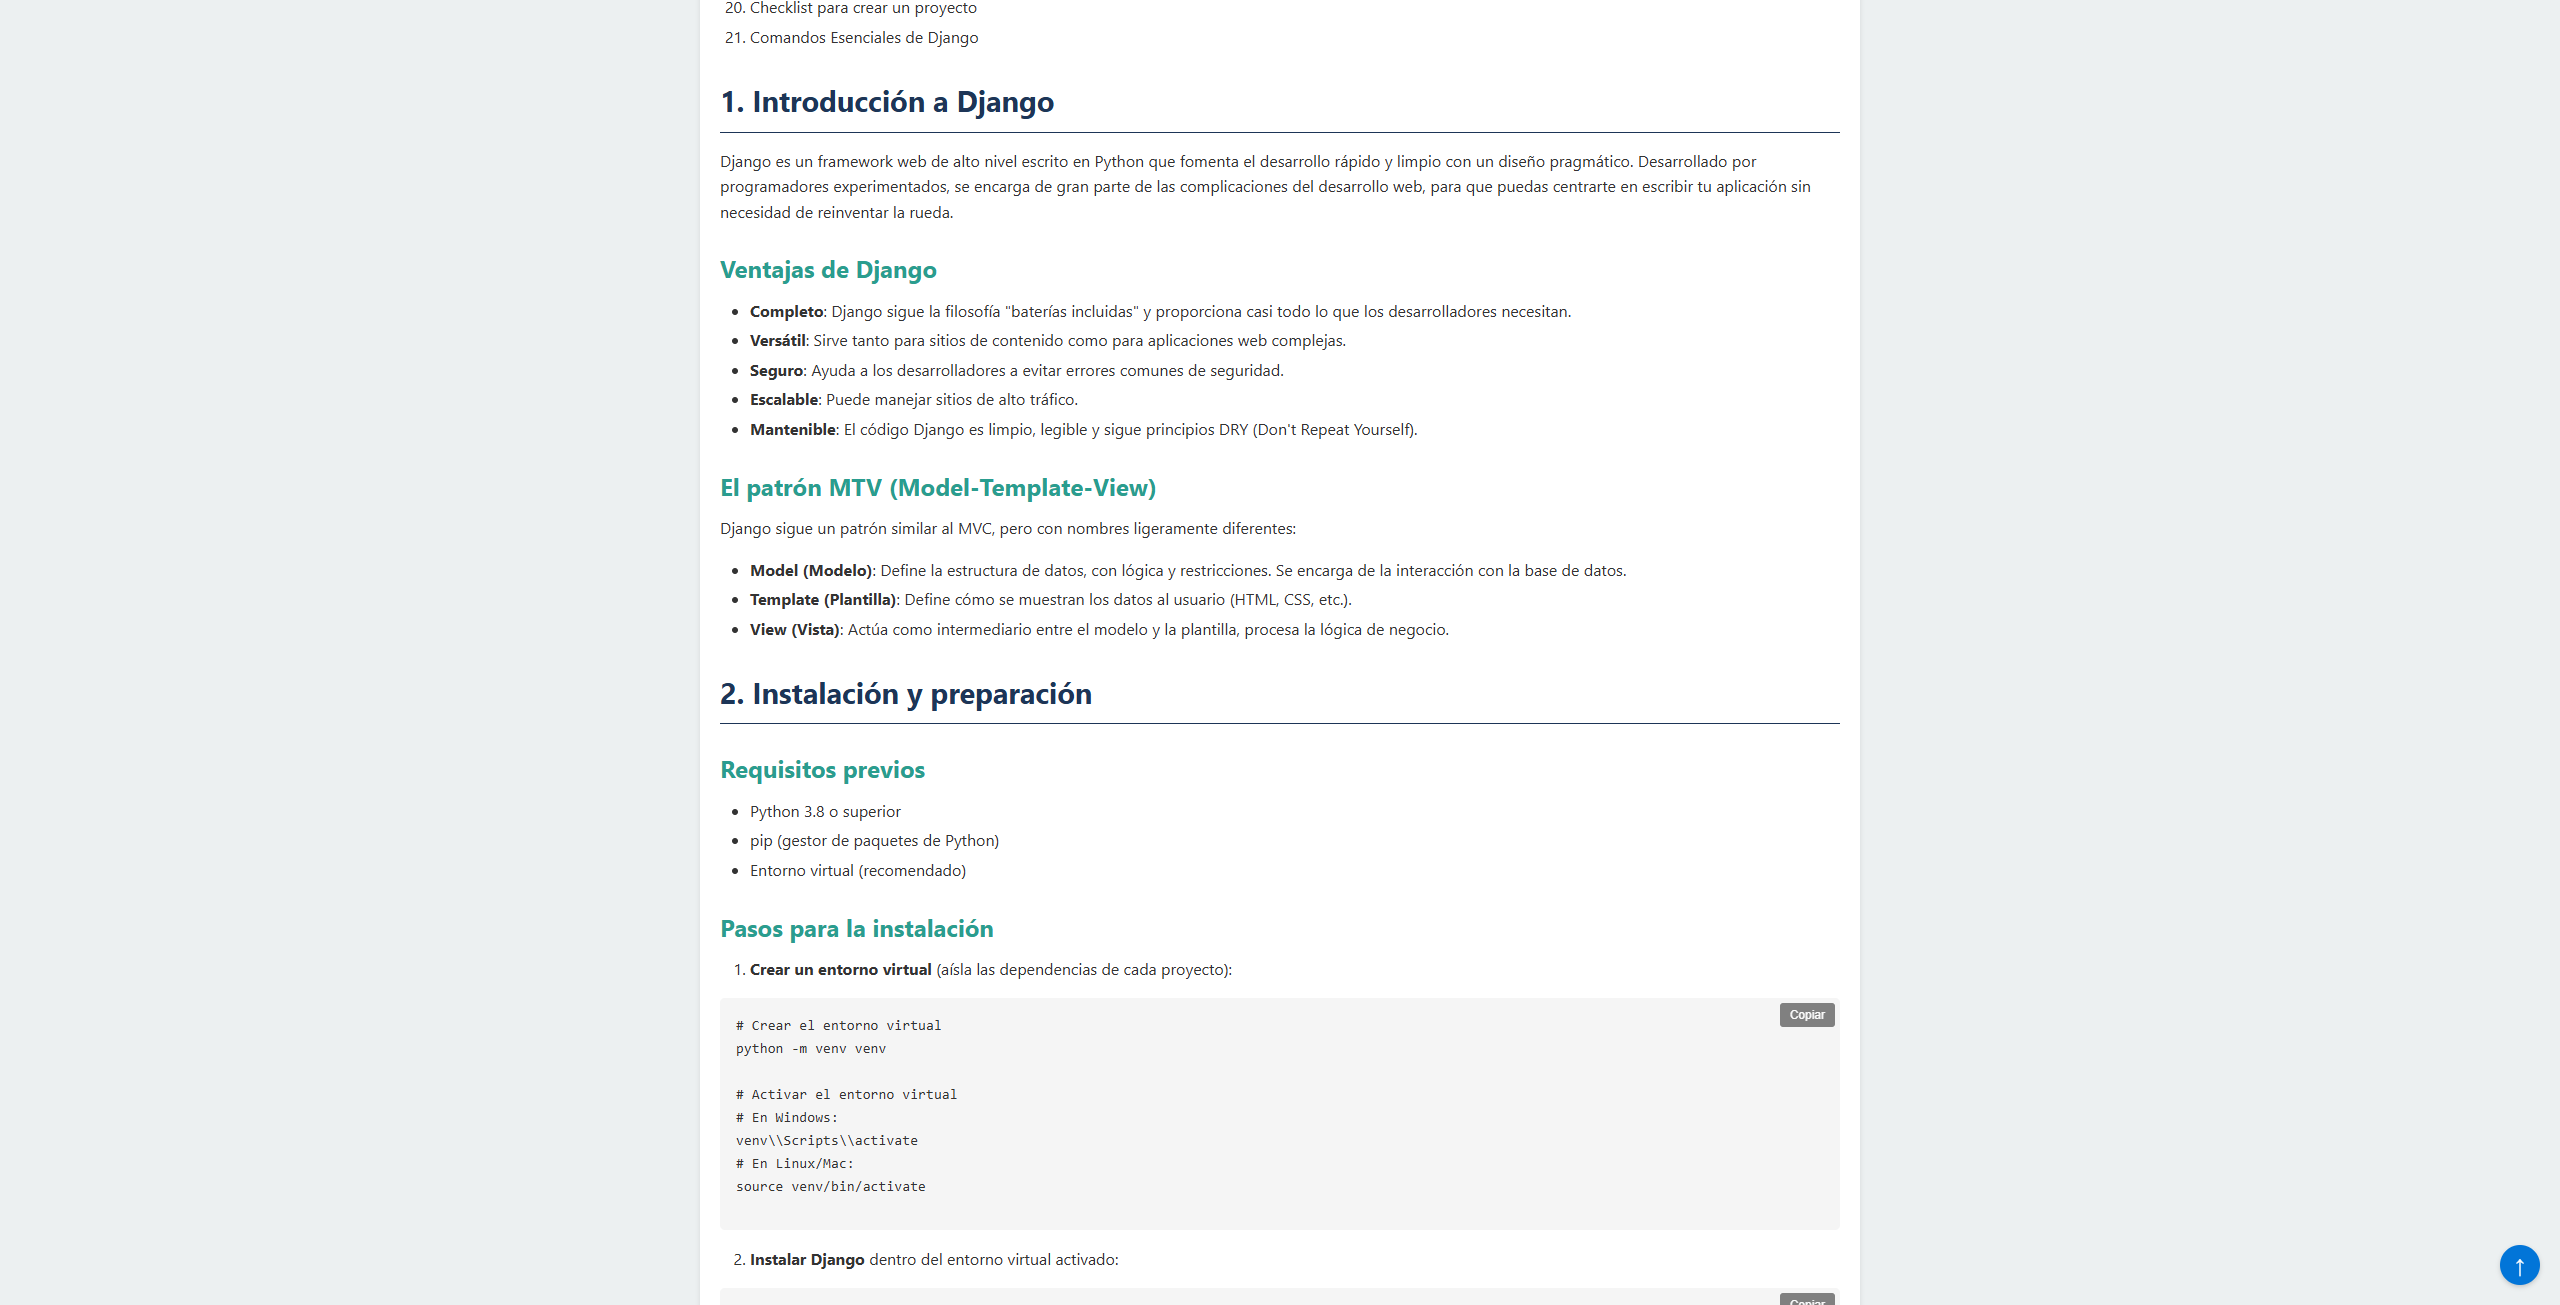 20. Checklist para crear un proyecto
21. Comandos Esenciales de Django
1. Introducción a Django
Django es un framework web de alto nivel escrito en Python que fomenta el desarrollo rápido y limpio con un diseño pragmático. Desarrollado por
programadores experimentados, se encarga de gran parte de las complicaciones del desarrollo web, para que puedas centrarte en escribir tu aplicación sin
necesidad de reinventar la rueda.
Ventajas de Django
• Completo: Django sigue la filosofía "baterías incluidas" y proporciona casi todo lo que los desarrolladores necesitan.
• Versátil: Sirve tanto para sitios de contenido como para aplicaciones web complejas.
• Seguro: Ayuda a los desarrolladores a evitar errores comunes de seguridad.
• Escalable: Puede manejar sitios de alto tráfico.
• Mantenible: El código Django es limpio, legible y sigue principios DRY (Don't Repeat Yourself).
El patrón MTV (Model-Template-View)
Django sigue un patrón similar al MVC, pero con nombres ligeramente diferentes:
• Model (Modelo): Define la estructura de datos, con lógica y restricciones. Se encarga de la interacción con la base de datos.
• Template (Plantilla): Define cómo se muestran los datos al usuario (HTML, CSS, etc.).
• View (Vista): Actúa como intermediario entre el modelo y la plantilla, procesa la lógica de negocio.
2. Instalación y preparación
Requisitos previos
• Python 3.8 o superior
• pip (gestor de paquetes de Python)
• Entorno virtual (recomendado)
Pasos para la instalación
1. Crear un entorno virtual (aísla las dependencias de cada proyecto):
Copiar
# Crear el entorno virtual
python -m venv venv
# Activar el entorno virtual
# En Windows:
venv\\Scripts\\activate
# En Linux/Mac:
source venv/bin/activate
2. Instalar Django dentro del entorno virtual activado:
Copiar
↑